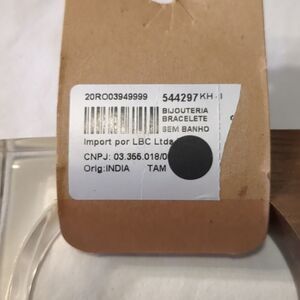 20RO03949999 544297 KH-I
BIJOUTERIA
BRACELETE
SEM BANHO
Import por LBC Ltda
CNPJ: 03.355.018/0
Orig:INDIA TAM